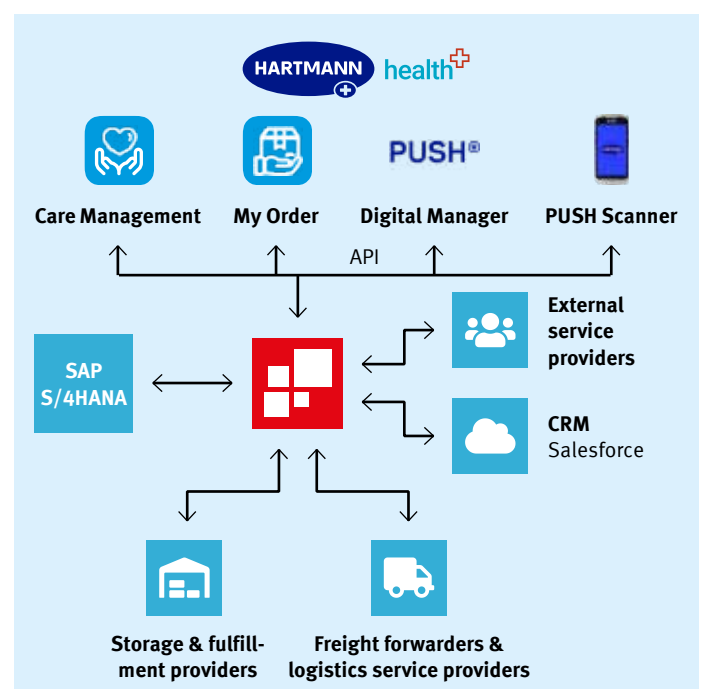 HARTMANN health
Care Management
My Order
PUSH
Digital Manager
PUSH Scanner
API
External
service
providers
SAP
S/4HANA
CRM
Salesforce
Storage & fulfill-
ment providers
Freight forwarders &
logistics service providers